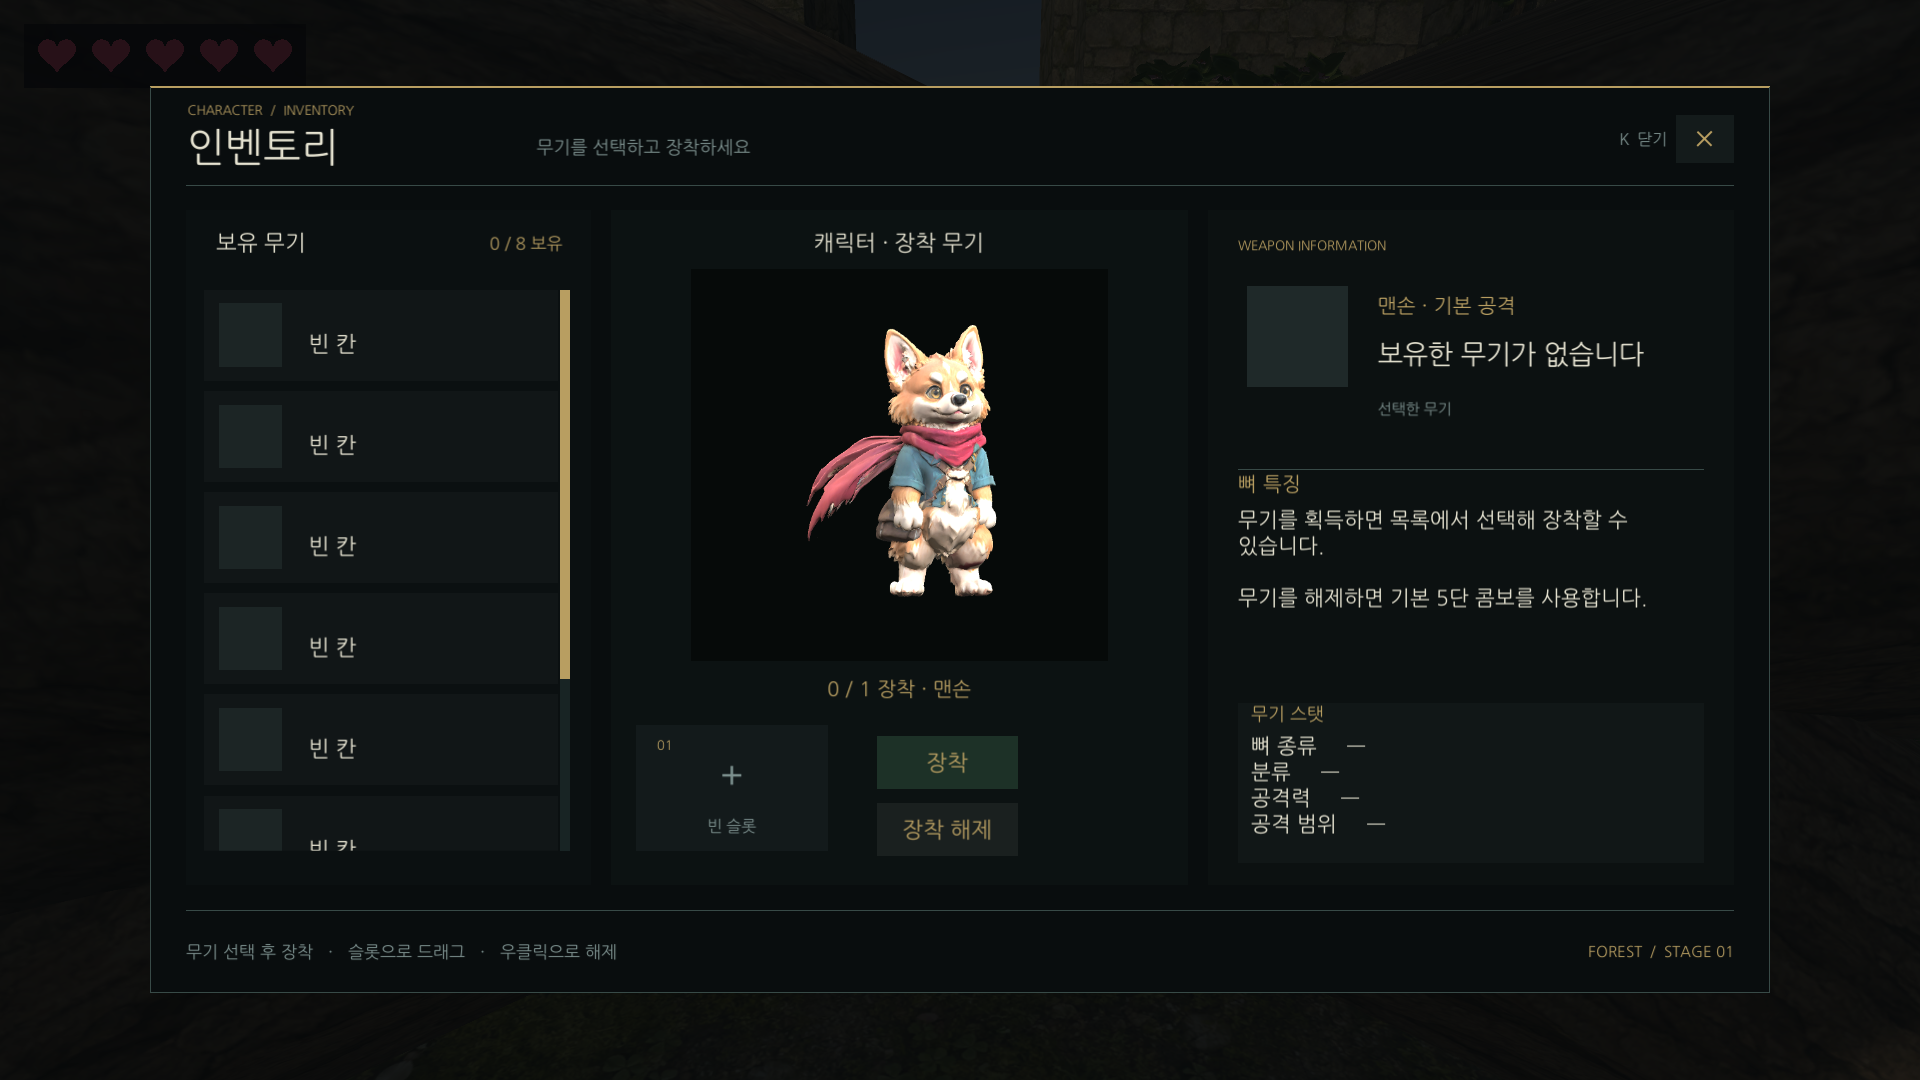 CHARACTER / INVENTORY
인벤토리
무기를 선택하고 장착하세요
K 닫기
보유 무기
0 / 8 보유
빈 칸
빈 칸
빈 칸
빈 칸
빈 칸
빈 칸
캐릭터 · 장착 무기
0 / 1 장착 · 맨손
01
+
빈 슬롯
장착
장착 해제
WEAPON INFORMATION
맨손 · 기본 공격
보유한 무기가 없습니다
선택한 무기
뼈 특징
무기를 획득하면 목록에서 선택해 장착할 수
있습니다.
무기를 해제하면 기본 5단 콤보를 사용합니다.
무기 스탯
뼈 종류 —
분류 —
공격력 —
공격 범위 —
무기 선택 후 장착 · 슬롯으로 드래그 · 우클릭으로 해제
FOREST / STAGE 01